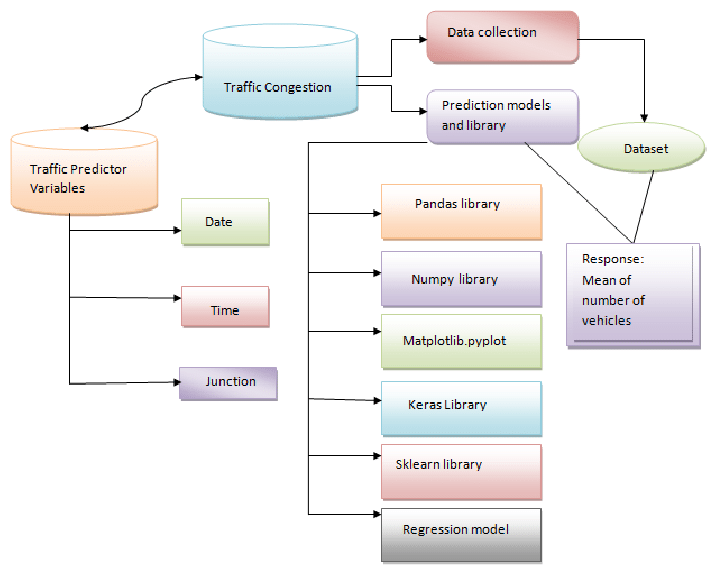 Data collection
Traffic Congestion
Prediction models
and library
Dataset
Traffic Predictor
Variables
Date
Time
Junction
Pandas library
Numpy library
Matplotlib.pyplot
Keras Library
Sklearn library
Regression model
Response:
Mean of
number of
vehicles